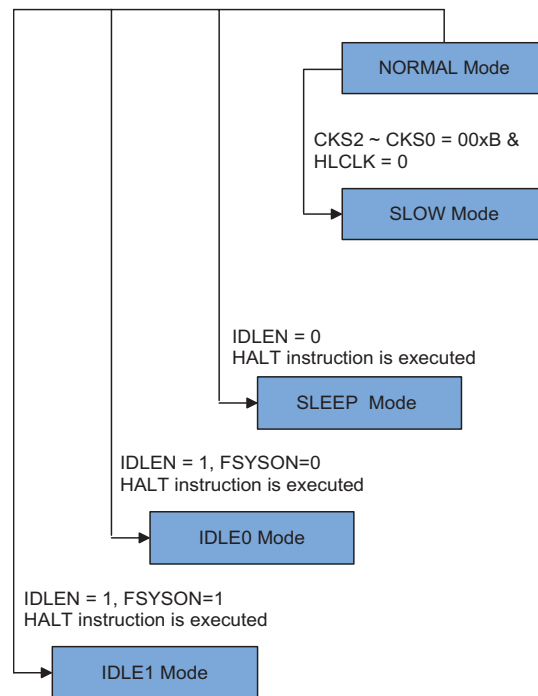 NORMAL Mode
CKS2 ~ CKS0 = 00xB &
HLCLK = 0
SLOW Mode
IDLEN = 0
HALT instruction is executed
SLEEP Mode
IDLEN = 1, FSYSON=0
HALT instruction is executed
IDLE0 Mode
IDLEN = 1, FSYSON=1
HALT instruction is executed
IDLE1 Mode